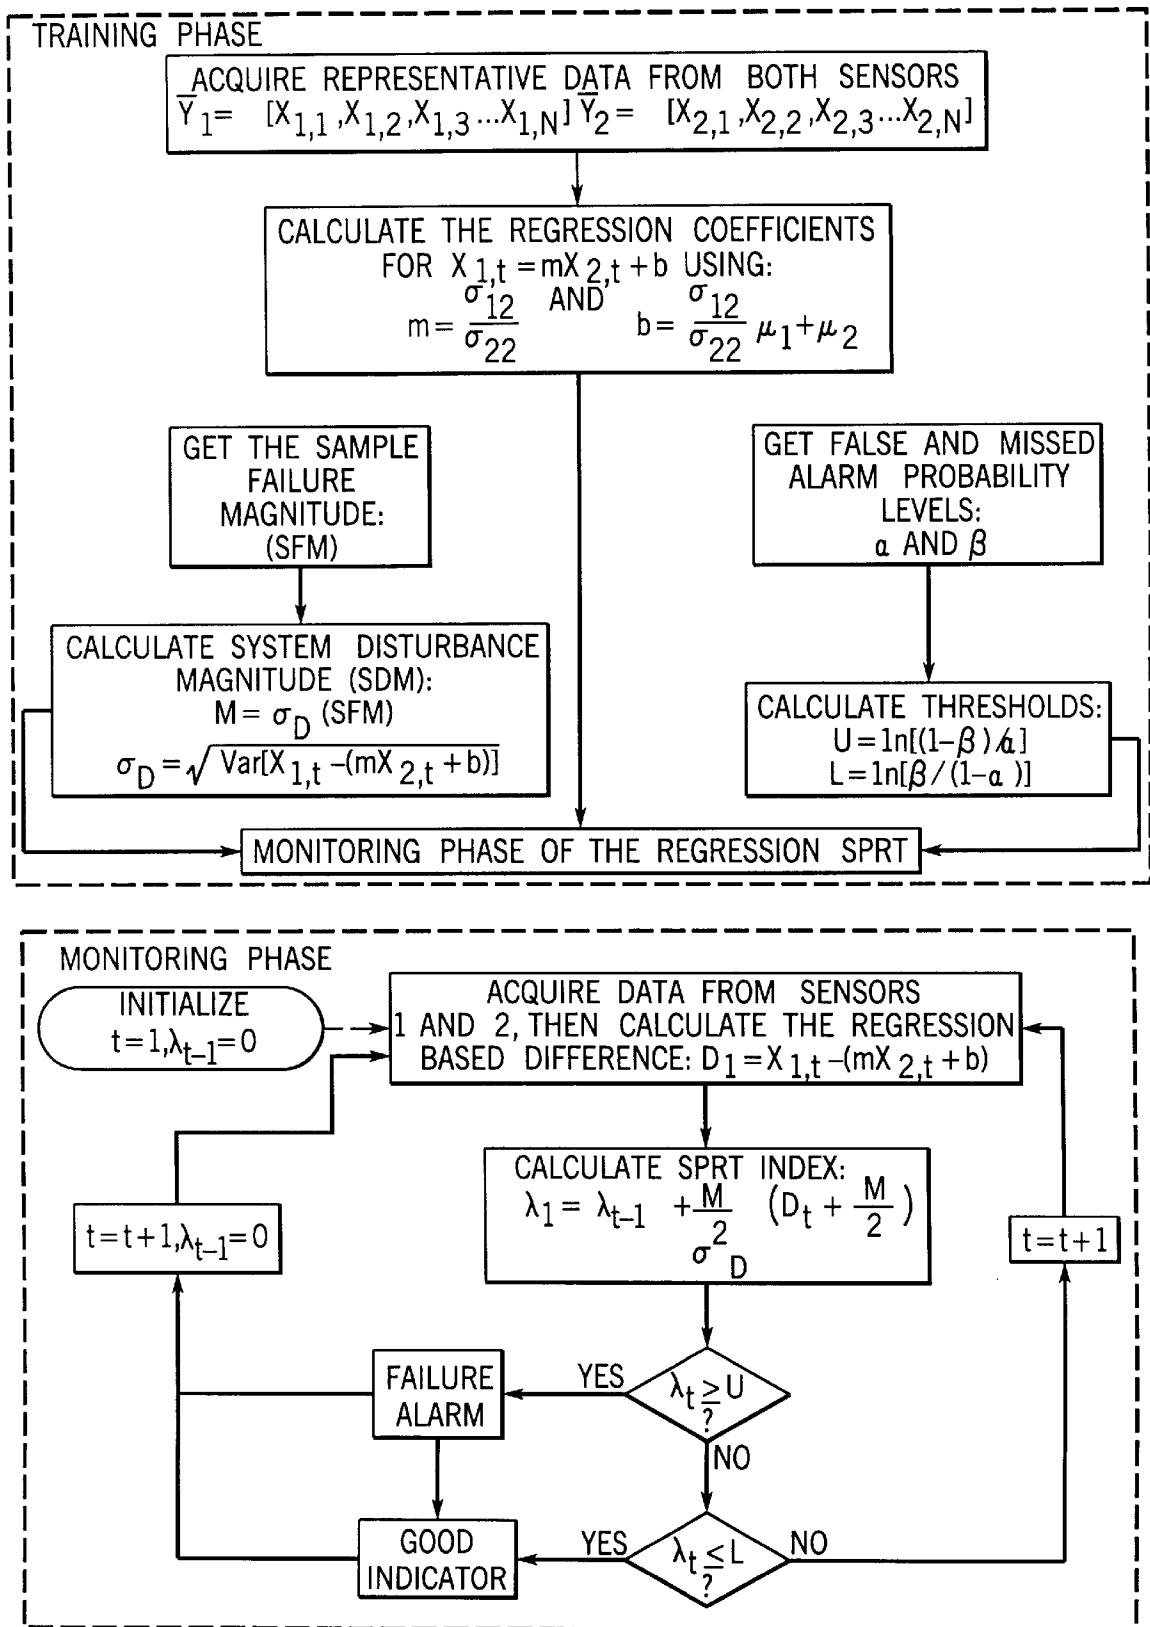 TRAINING PHASE
ACQUIRE REPRESENTATIVE DATA FROM BOTH SENSORS
Y̅1= [X1,1,X1,2,X1,3...X1,N] Y̅2= [X2,1,X2,2,X2,3...X2,N]
CALCULATE THE REGRESSION COEFFICIENTS
FOR X1,t=mX2,t+b USING:
m= σ12/σ22 AND b= σ12/σ22 μ1+μ2
GET THE SAMPLE
FAILURE
MAGNITUDE:
(SFM)
GET FALSE AND MISSED
ALARM PROBABILITY
LEVELS:
α AND β
CALCULATE SYSTEM DISTURBANCE
MAGNITUDE (SDM):
M= σD (SFM)
σD=√Var[X1,t-(mX2,t+b)]
CALCULATE THRESHOLDS:
U=ln[(1-β)/α]
L=ln[β/(1-α)]
MONITORING PHASE OF THE REGRESSION SPRT
MONITORING PHASE
INITIALIZE
t=1,λt-1=0
ACQUIRE DATA FROM SENSORS
1 AND 2, THEN CALCULATE THE REGRESSION
BASED DIFFERENCE: D1=X1,t-(mX2,t+b)
CALCULATE SPRT INDEX:
λ1= λt-1 + M/σ²D (Dt+ M/2)
t=t+1,λt-1=0
t=t+1
FAILURE
ALARM
YES
λt≥U
?
NO
GOOD
INDICATOR
YES
λt≤L
?
NO